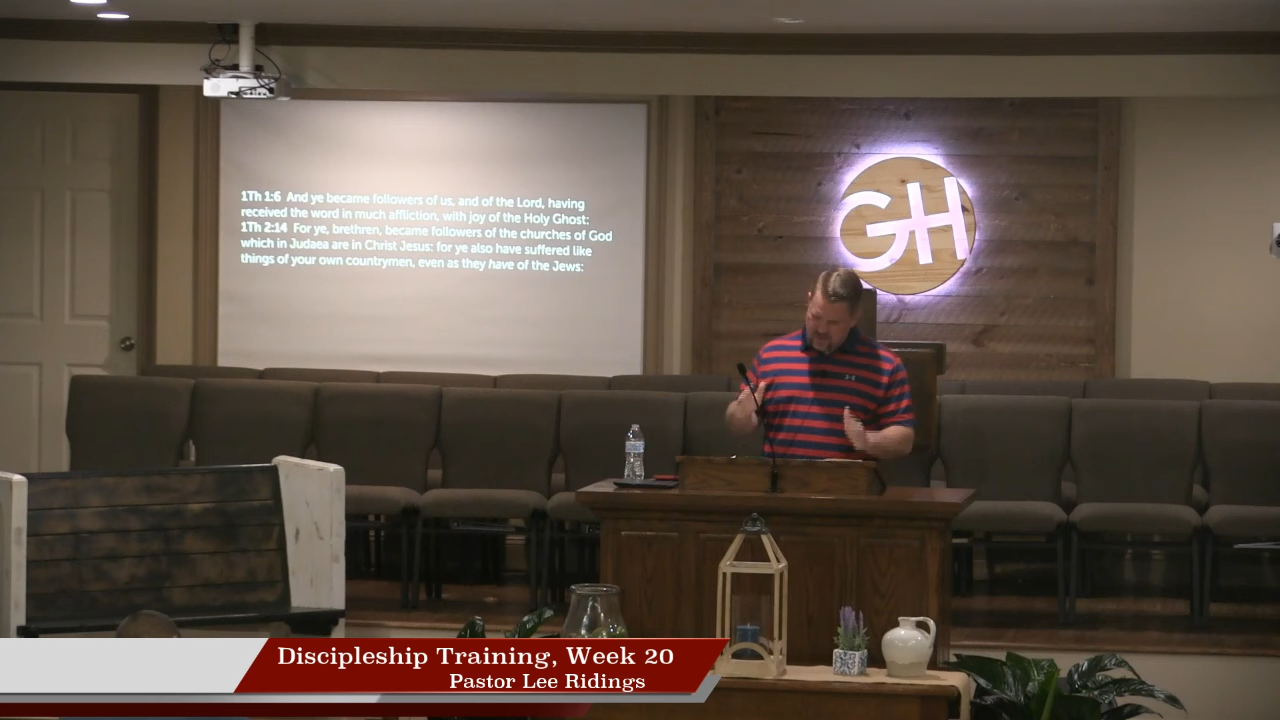 1Th 1:6 And ye became followers of us, and of the Lord, having
received the word in much affliction, with joy of the Holy Ghost:
1Th 2:14 For ye, brethren, became followers of the churches of God
which in Judaea are in Christ Jesus: for ye also have suffered like
things of your own countrymen, even as they have of the Jews:
GH
Discipleship Training, Week 20
Pastor Lee Ridings